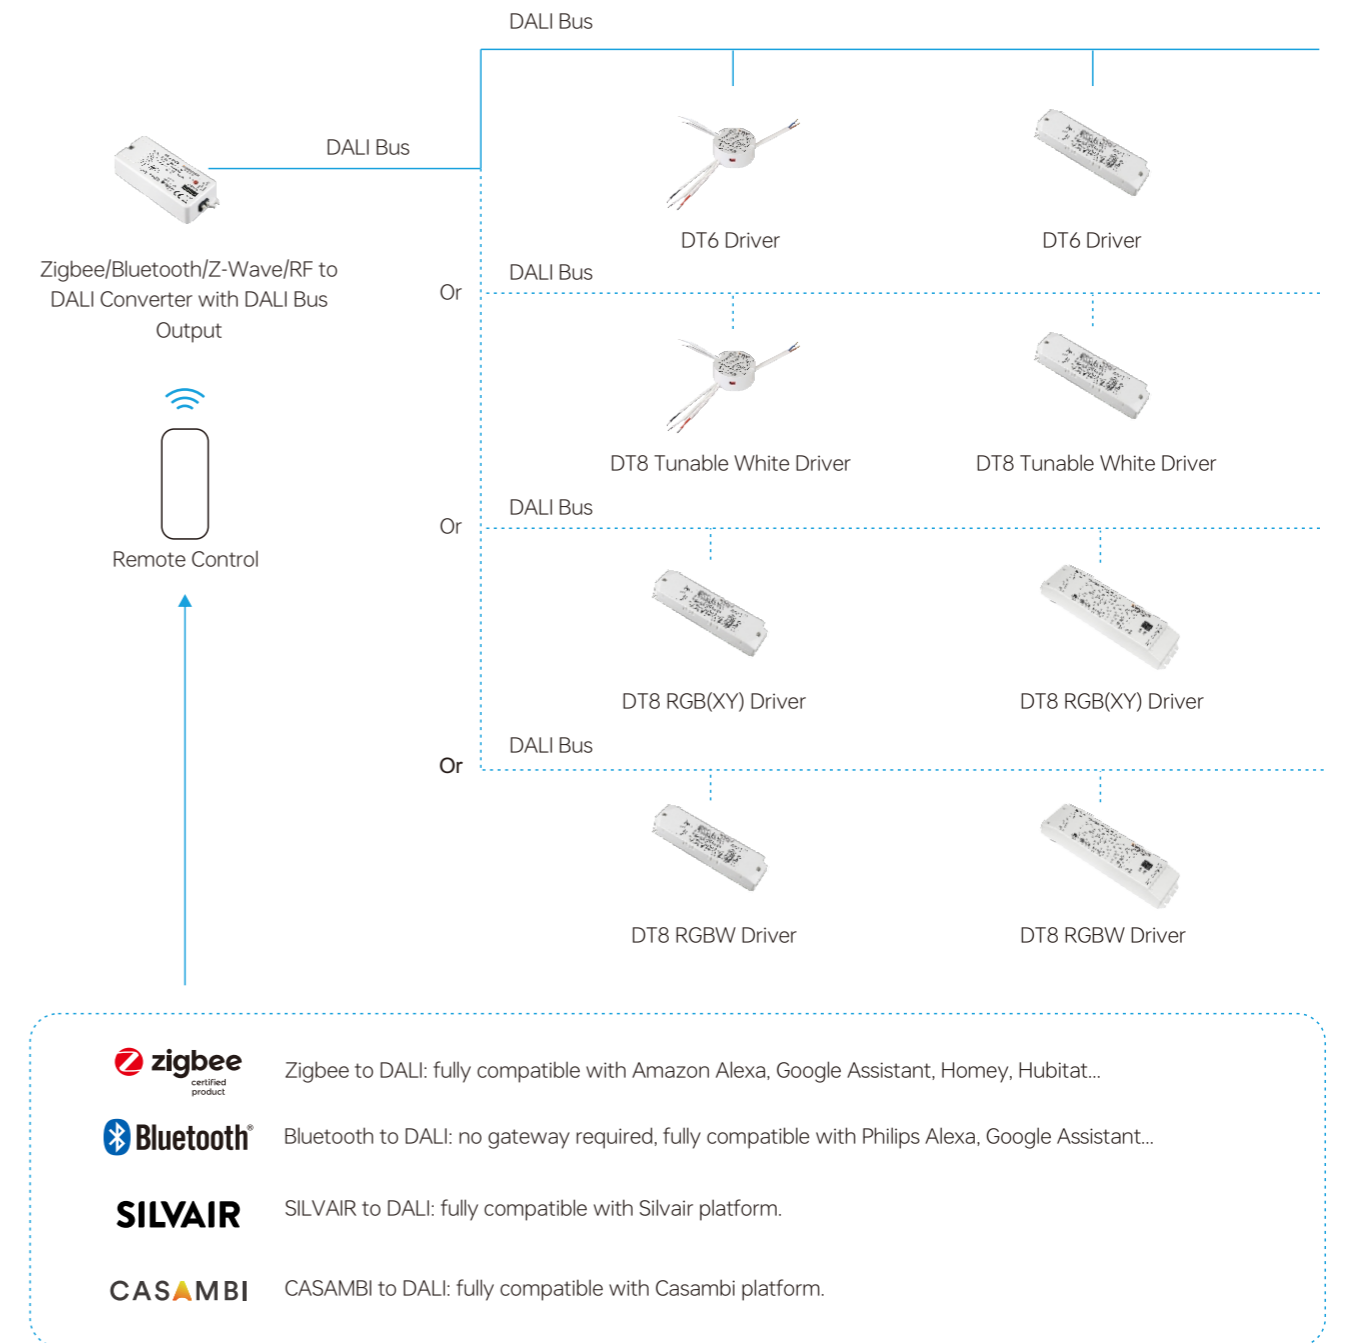 DALI Bus
DALI Bus
DT6 Driver
DT6 Driver
Zigbee/Bluetooth/Z-Wave/RF to
DALI Converter with DALI Bus
Output
Or
DALI Bus
DT8 Tunable White Driver
DT8 Tunable White Driver
Or
DALI Bus
Remote Control
DT8 RGB(XY) Driver
DT8 RGB(XY) Driver
Or
DALI Bus
DT8 RGBW Driver
DT8 RGBW Driver
zigbee
certified
product
Zigbee to DALI: fully compatible with Amazon Alexa, Google Assistant, Homey, Hubitat...
Bluetooth®
Bluetooth to DALI: no gateway required, fully compatible with Philips Alexa, Google Assistant...
SILVAIR
SILVAIR to DALI: fully compatible with Silvair platform.
CASAMBI
CASAMBI to DALI: fully compatible with Casambi platform.